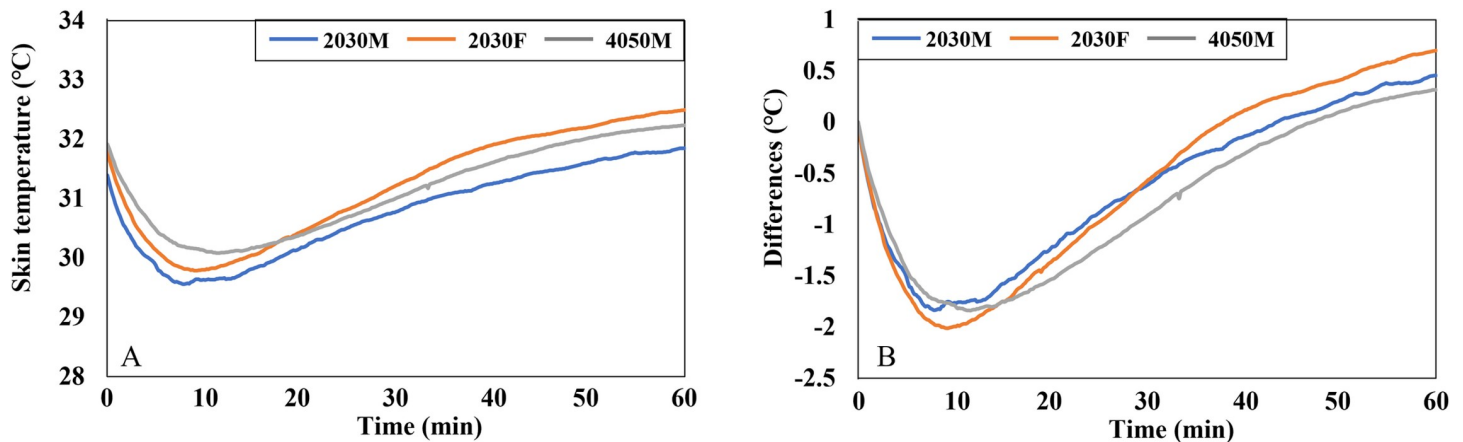 Skin temperature (°C)
34
33
32
31
30
29
28
2030M 2030F 4050M
A
0 10 20 30 40 50 60
Time (min)
Differences (°C)
1
0.5
0
-0.5
-1
-1.5
-2
-2.5
2030M 2030F 4050M
B
0 10 20 30 40 50 60
Time (min)